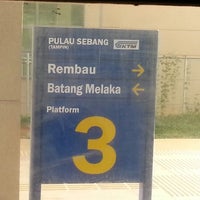 PULAU SEBANG
(TAMPIN)
KTM
Rembau →
Batang Melaka ←
Platform
3